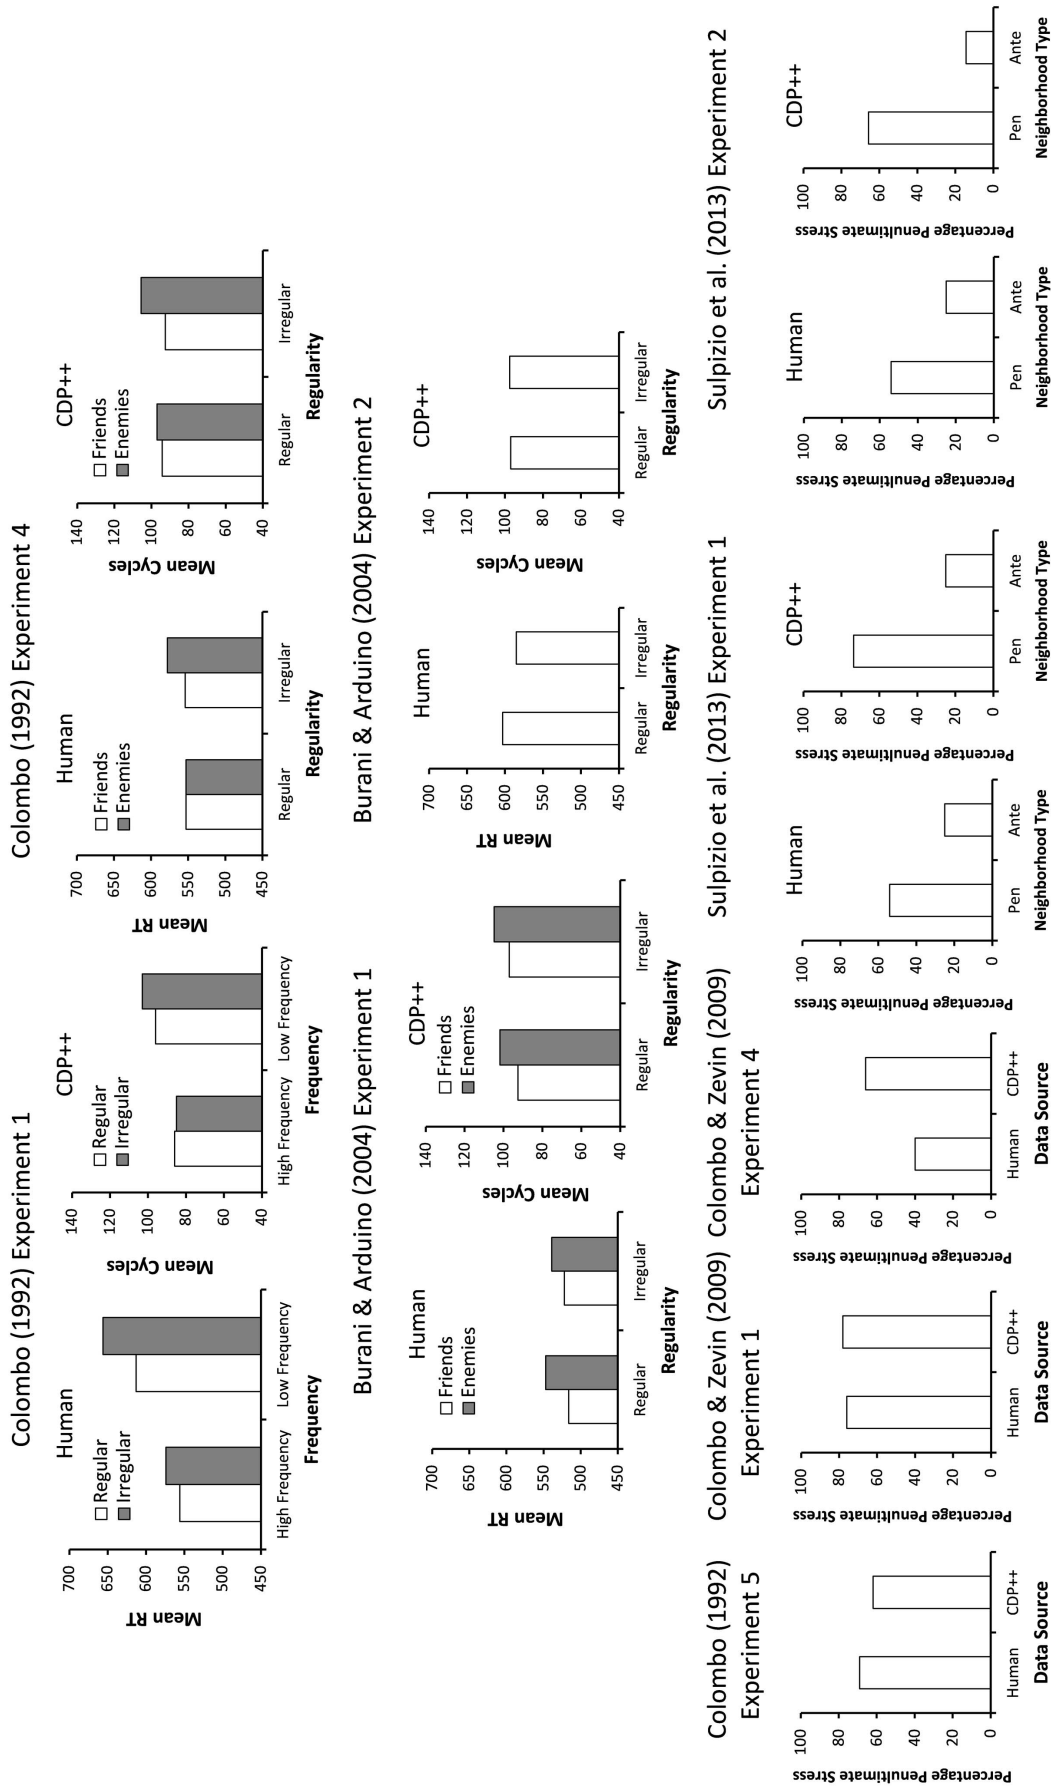 Colombo (1992) Experiment 1
Human
Regular
Irregular
Mean RT
700
650
600
550
500
450
High Frequency
Low Frequency
Frequency
CDP++
Regular
Irregular
Mean Cycles
140
120
100
80
60
40
High Frequency
Low Frequency
Frequency
Colombo (1992) Experiment 4
Human
Friends
Enemies
Mean RT
700
650
600
550
500
450
Regular
Irregular
Regularity
CDP++
Friends
Enemies
Mean Cycles
140
120
100
80
60
40
Regular
Irregular
Regularity
Burani & Arduino (2004) Experiment 1
Human
Friends
Enemies
Mean RT
700
650
600
550
500
450
Regular
Irregular
Regularity
CDP++
Friends
Enemies
Mean Cycles
140
120
100
80
60
40
Regular
Irregular
Regularity
Burani & Arduino (2004) Experiment 2
Human
Mean RT
700
650
600
550
500
450
Regular
Irregular
Regularity
CDP++
Mean Cycles
140
120
100
80
60
40
Regular
Irregular
Regularity
Colombo (1992)
Experiment 5
Percentage Penultimate Stress
100
80
60
40
20
0
Human
CDP++
Data Source
Colombo & Zevin (2009)
Experiment 1
Percentage Penultimate Stress
100
80
60
40
20
0
Human
CDP++
Data Source
Colombo & Zevin (2009)
Experiment 4
Percentage Penultimate Stress
100
80
60
40
20
0
Human
CDP++
Data Source
Sulpizio et al. (2013) Experiment 1
Human
Percentage Penultimate Stress
100
80
60
40
20
0
Pen
Ante
Neighborhood Type
CDP++
Percentage Penultimate Stress
100
80
60
40
20
0
Pen
Ante
Neighborhood Type
Sulpizio et al. (2013) Experiment 2
Human
Percentage Penultimate Stress
100
80
60
40
20
0
Pen
Ante
Neighborhood Type
CDP++
Percentage Penultimate Stress
100
80
60
40
20
0
Pen
Ante
Neighborhood Type